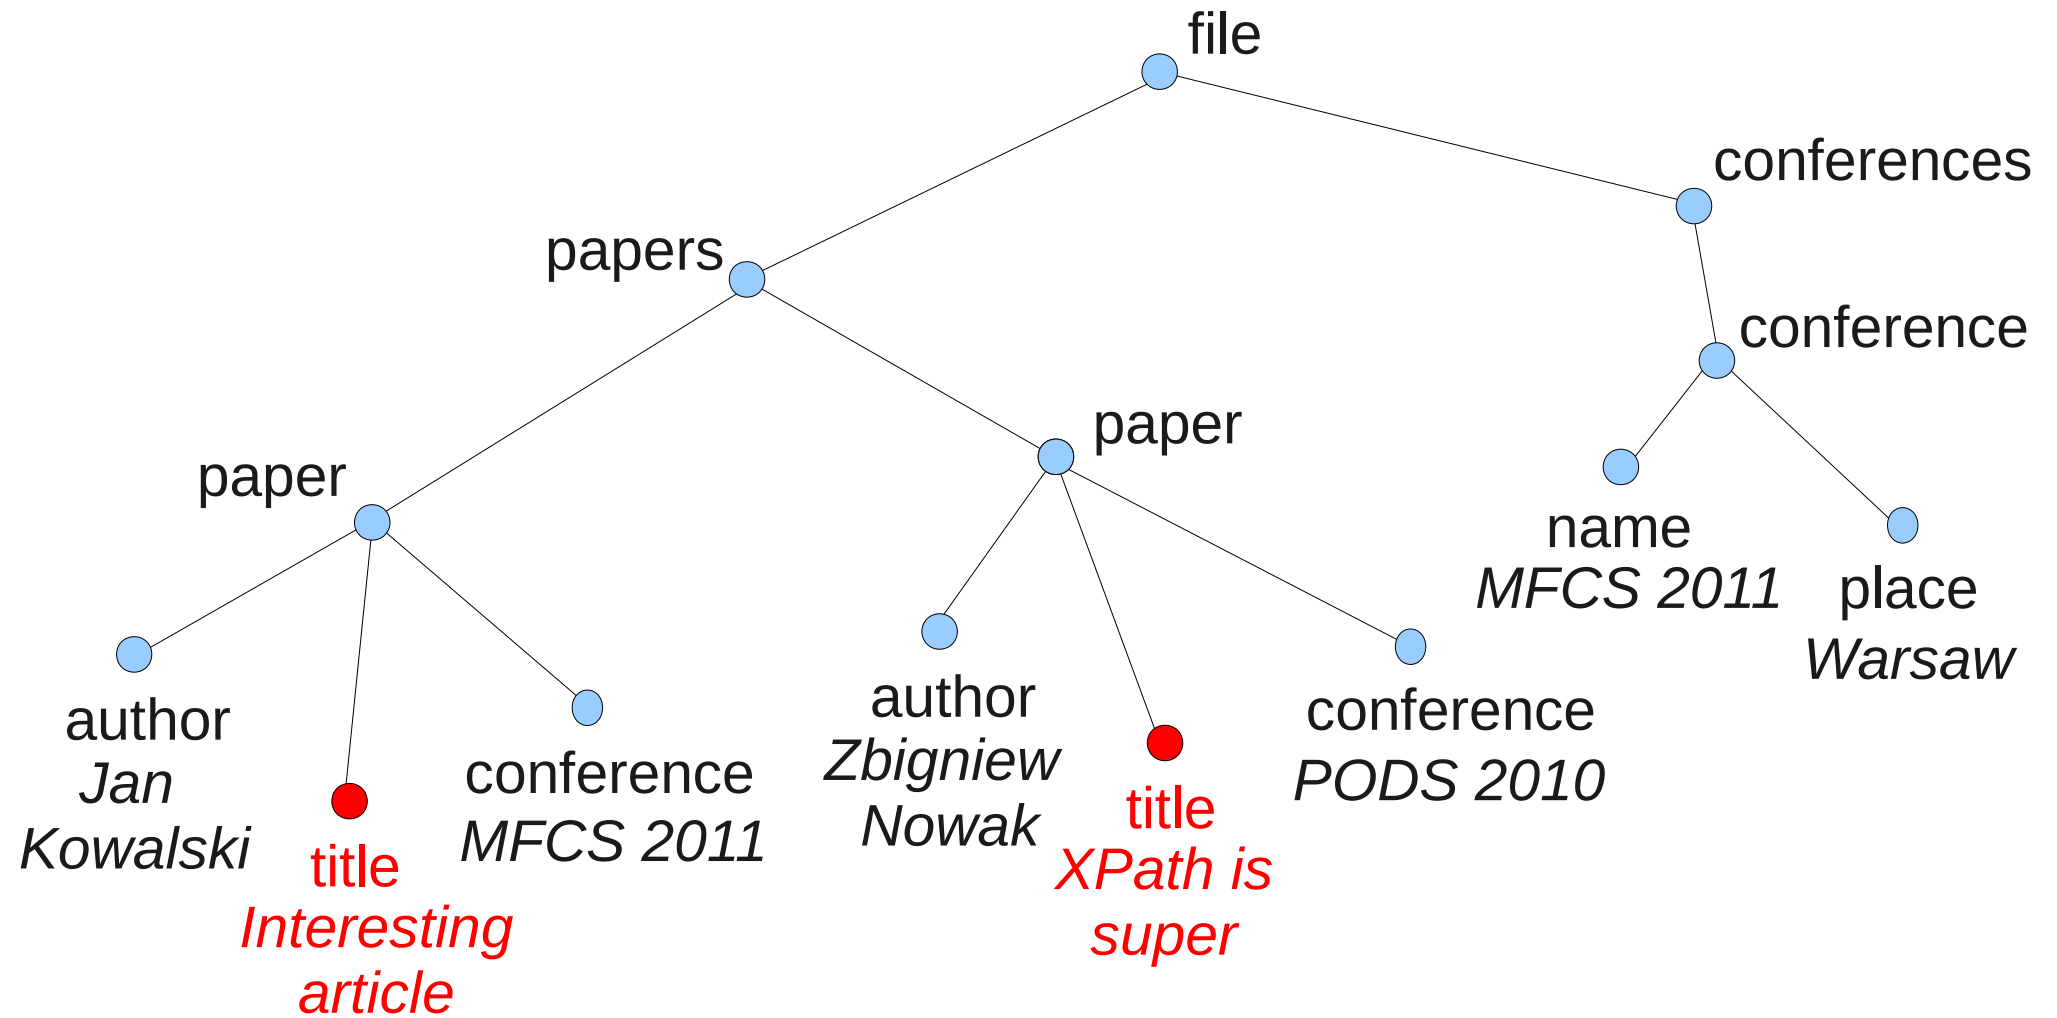 file
conferences
papers
conference
paper
paper
name
MFCS 2011
place
Warsaw
author
Jan
Kowalski
title
Interesting
article
conference
MFCS 2011
author
Zbigniew
Nowak
title
XPath is
super
conference
PODS 2010